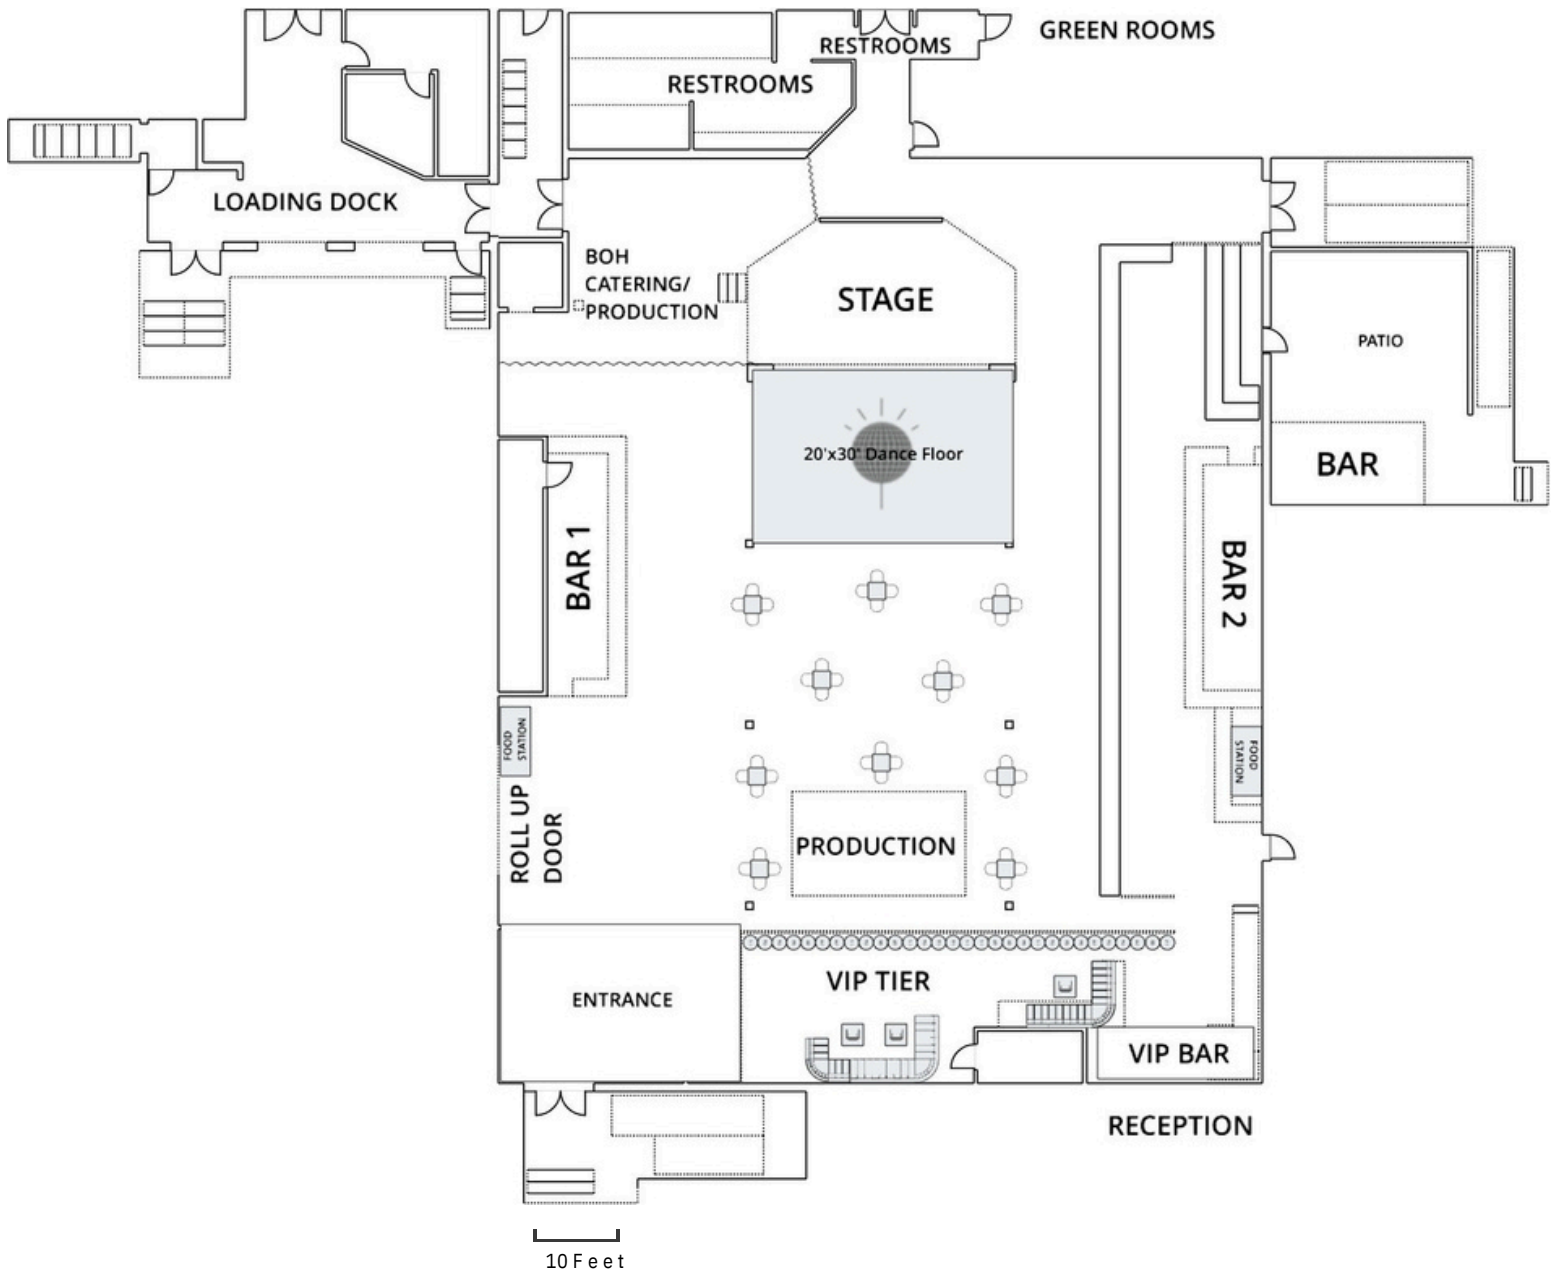 GREEN ROOMS
RESTROOMS
RESTROOMS
LOADING DOCK
BOH
CATERING/
PRODUCTION
STAGE
PATIO
20'x30' Dance Floor
BAR
BAR 1
BAR 2
FOOD
STATION
FOOD
STATION
ROLL UP
DOOR
PRODUCTION
VIP TIER
ENTRANCE
VIP BAR
RECEPTION
10 Feet